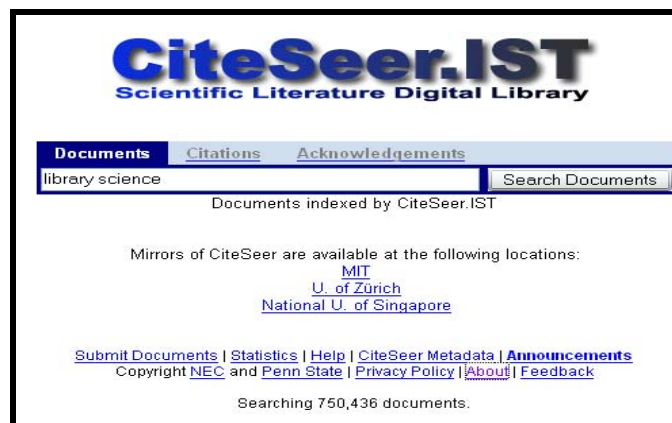 CiteSeer.IST
Scientific Literature Digital Library
Documents Citations Acknowledgements
library science Search Documents
Documents indexed by CiteSeer.IST
Mirrors of CiteSeer are available at the following locations:
MIT
U. of Zürich
National U. of Singapore
Submit Documents | Statistics | Help | CiteSeer Metadata | Announcements
Copyright NEC and Penn State | Privacy Policy | About | Feedback
Searching 750,436 documents.